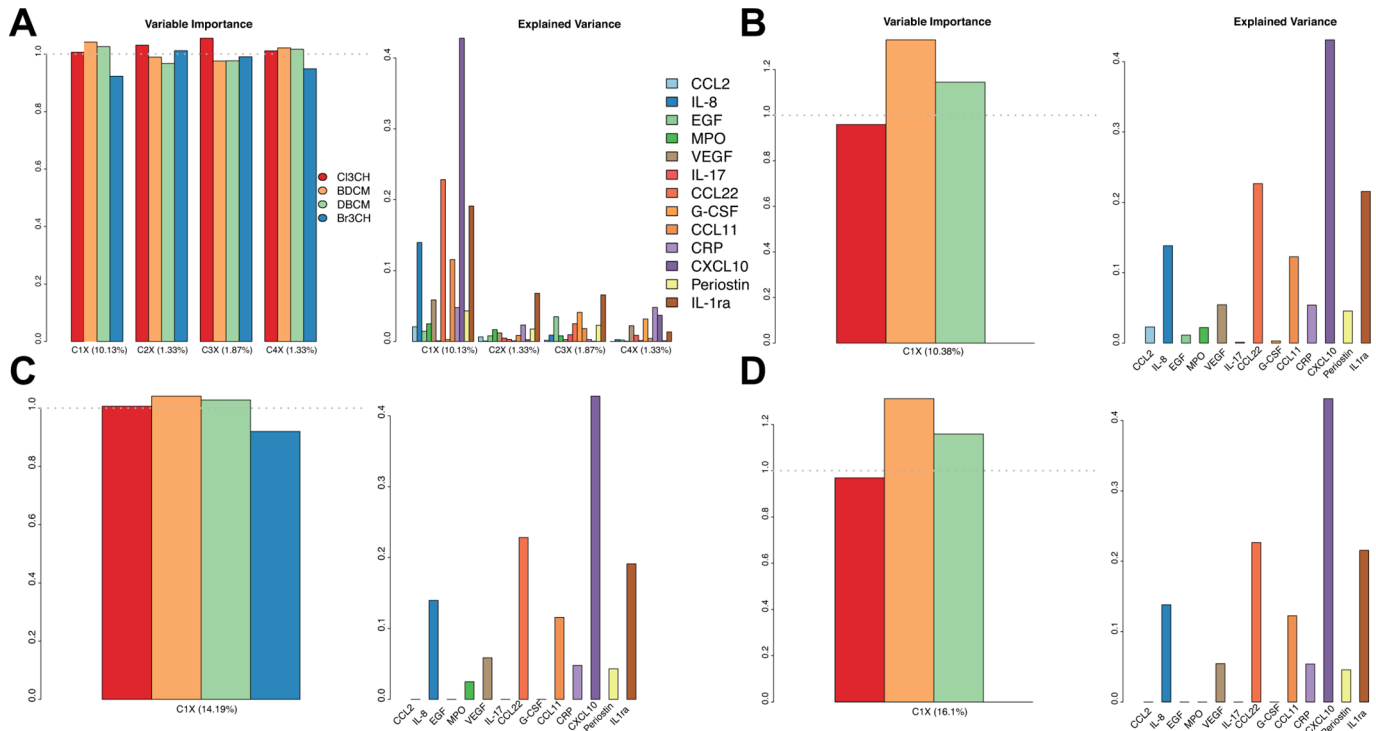 A
Variable Importance
Explained Variance
1.0
0.8
0.6
0.4
0.2
0.0
C1X (10.13%)
C2X (1.33%)
C3X (1.87%)
C4X (1.33%)
Cl3CH
BDCM
DBCM
Br3CH
0.4
0.3
0.2
0.1
0.0
C1X (10.13%)
C2X (1.33%)
C3X (1.87%)
C4X (1.33%)
CCL2
IL-8
EGF
MPO
VEGF
IL-17
CCL22
G-CSF
CCL11
CRP
CXCL10
Periostin
IL-1ra
B
Variable Importance
Explained Variance
1.2
1.0
0.8
0.6
0.4
0.2
0.0
C1X (10.38%)
0.4
0.3
0.2
0.1
0.0
CCL2
IL-8
EGF
MPO
VEGF
IL-17
CCL22
G-CSF
CCL11
CRP
CXCL10
Periostin
IL1ra
C
1.0
0.8
0.6
0.4
0.2
0.0
C1X (14.19%)
0.4
0.3
0.2
0.1
0.0
CCL2
IL-8
EGF
MPO
VEGF
IL-17
CCL22
G-CSF
CCL11
CRP
CXCL10
Periostin
IL1ra
D
1.2
1.0
0.8
0.6
0.4
0.2
0.0
C1X (16.1%)
0.4
0.3
0.2
0.1
0.0
CCL2
IL-8
EGF
MPO
VEGF
IL-17
CCL22
G-CSF
CCL11
CRP
CXCL10
Periostin
IL1ra